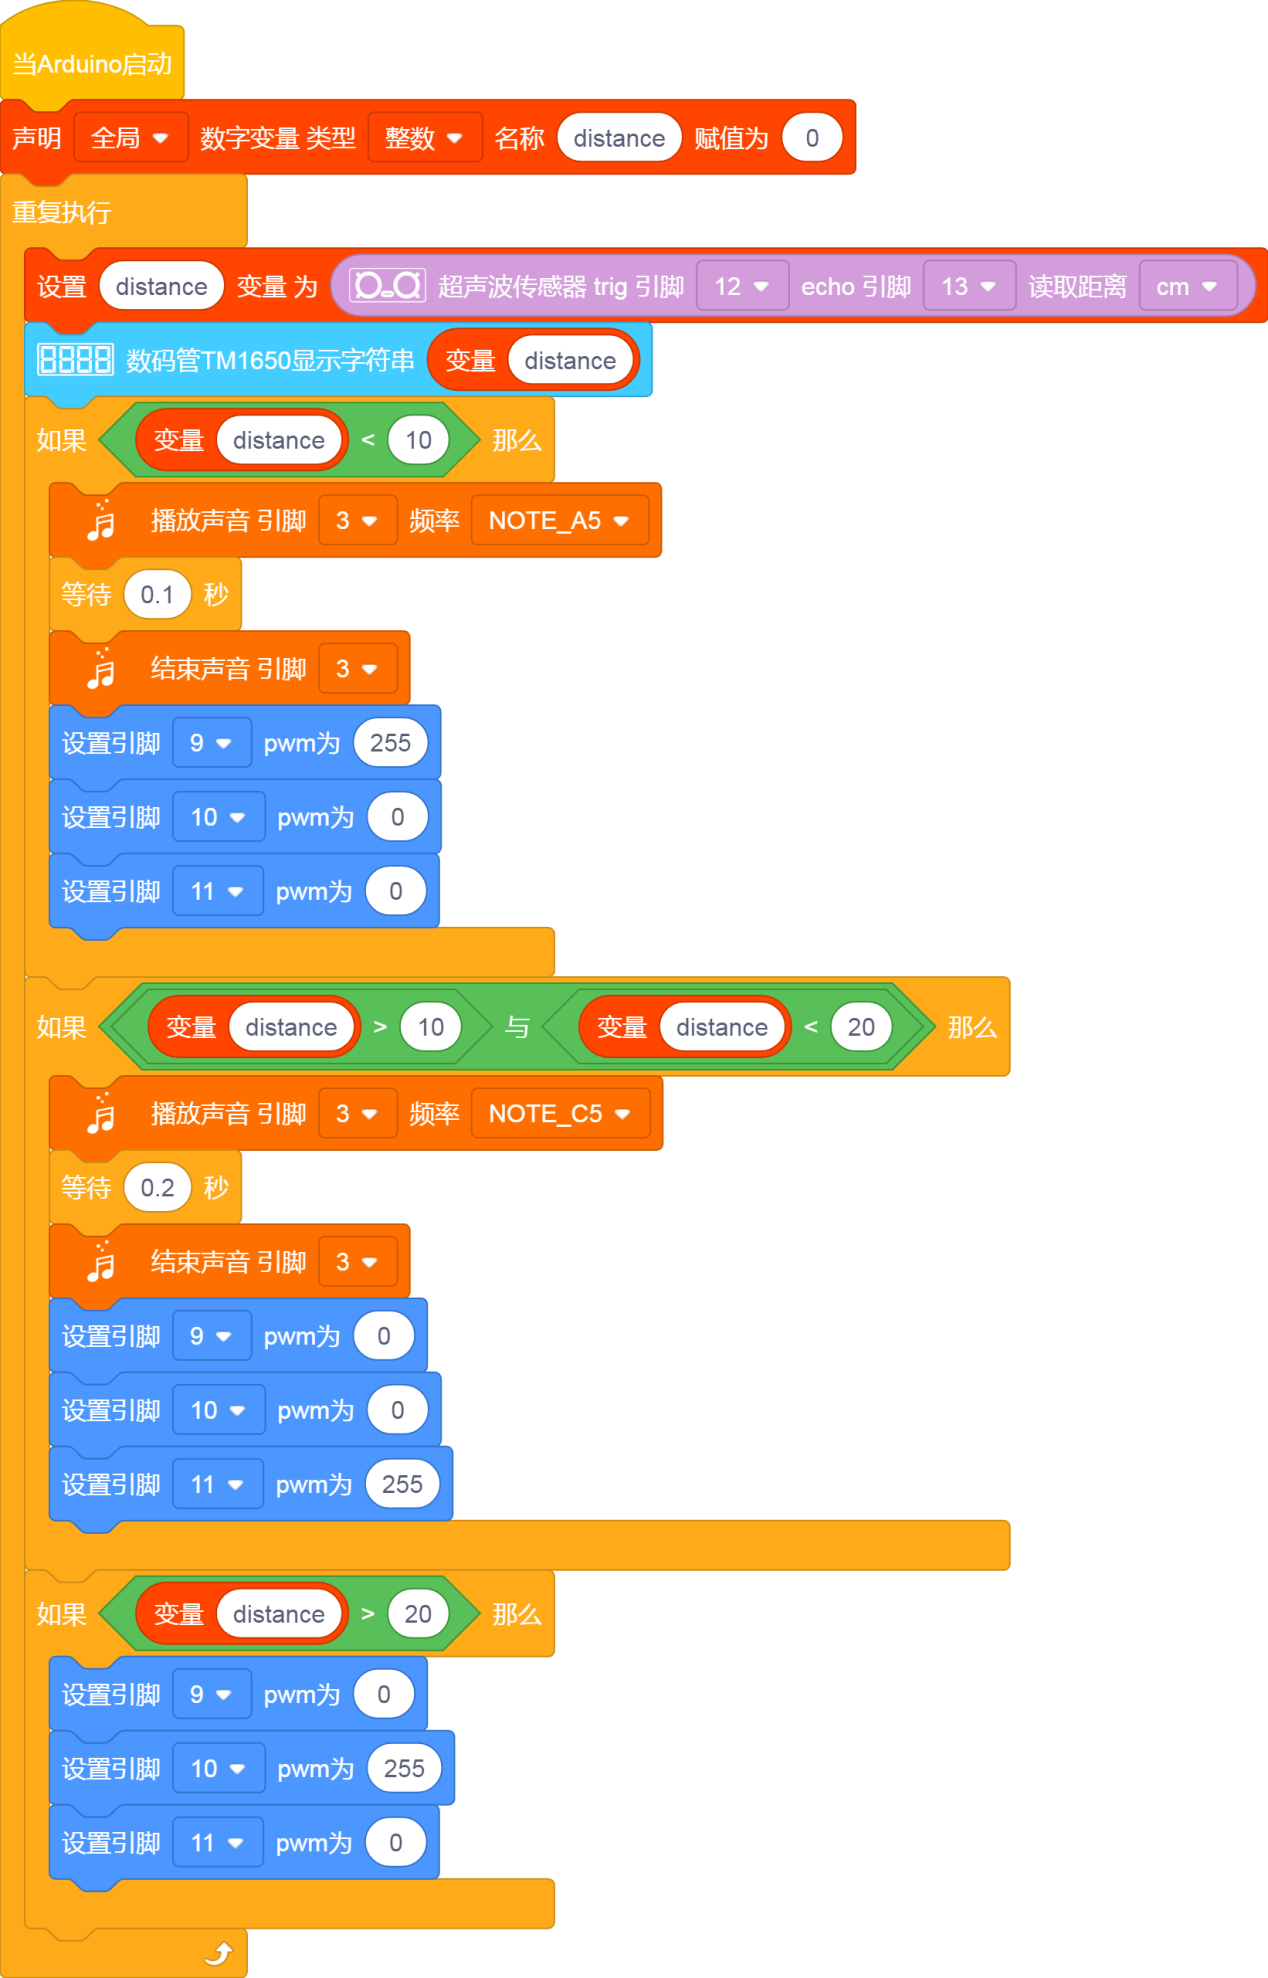 当Arduino启动
声明 全局 数字变量 类型 整数 名称 distance 赋值为 0
重复执行
设置 distance 变量 为 超声波传感器 trig 引脚 12 echo 引脚 13 读取距离 cm
数码管TM1650显示字符串 变量 distance
如果 变量 distance < 10 那么
播放声音 引脚 3 频率 NOTE_A5
等待 0.1 秒
结束声音 引脚 3
设置引脚 9 pwm为 255
设置引脚 10 pwm为 0
设置引脚 11 pwm为 0
如果 变量 distance > 10 与 变量 distance < 20 那么
播放声音 引脚 3 频率 NOTE_C5
等待 0.2 秒
结束声音 引脚 3
设置引脚 9 pwm为 0
设置引脚 10 pwm为 0
设置引脚 11 pwm为 255
如果 变量 distance > 20 那么
设置引脚 9 pwm为 0
设置引脚 10 pwm为 255
设置引脚 11 pwm为 0